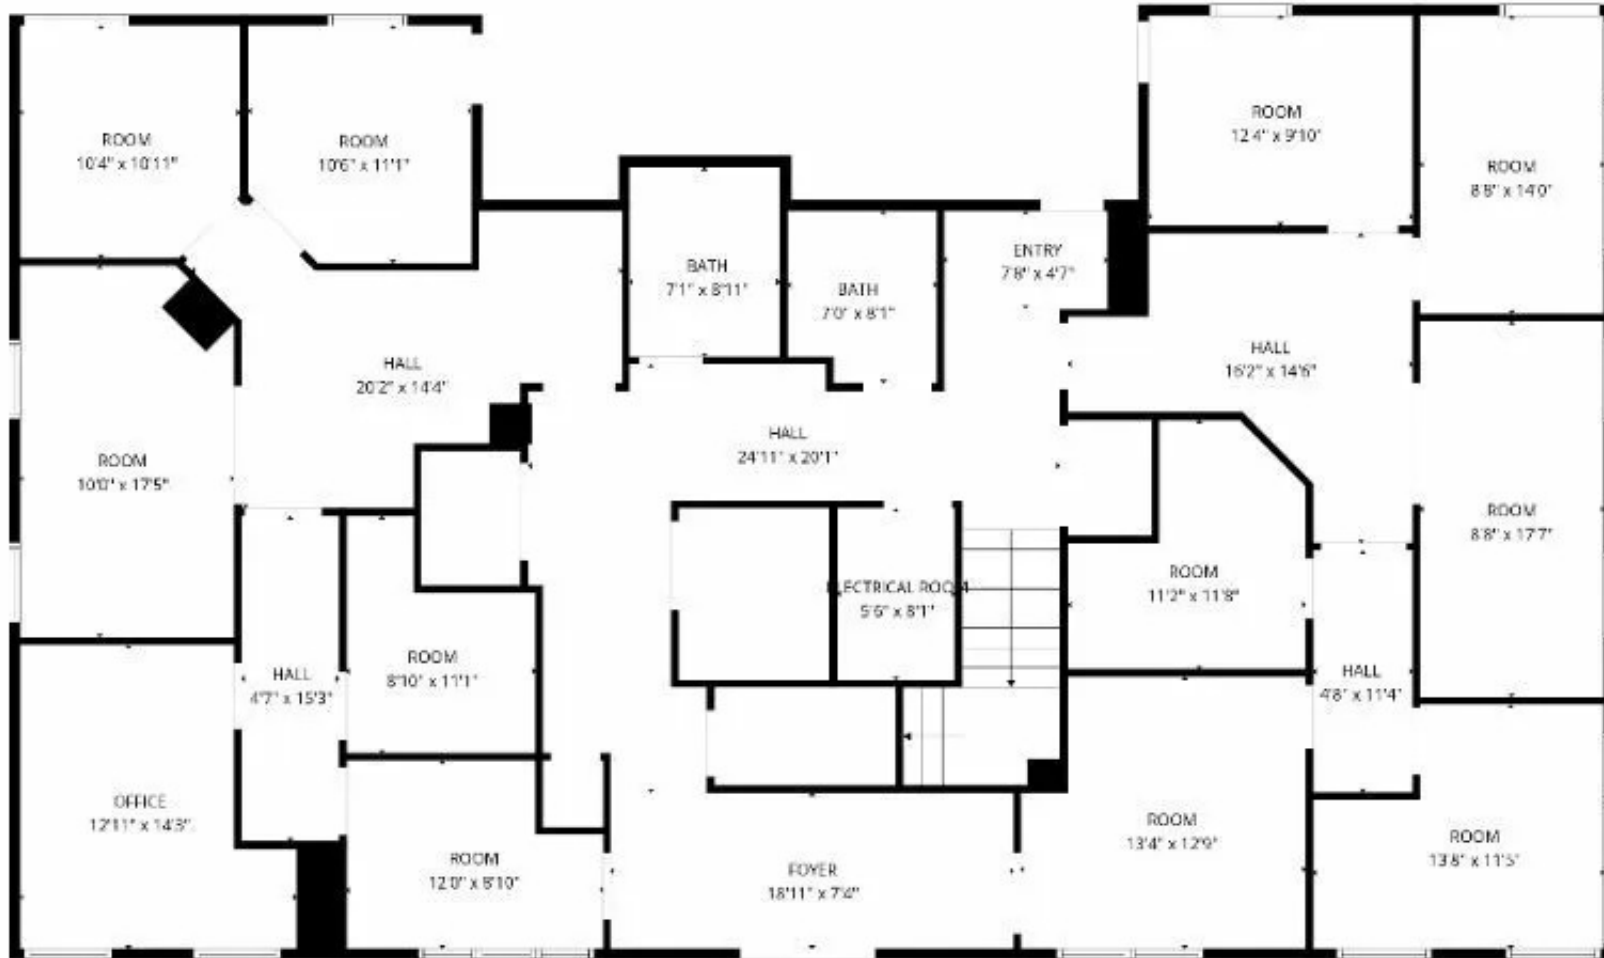 ROOM
10'4" x 10'11"
ROOM
10'6" x 11'1"
ROOM
12'4" x 9'10"
ROOM
8'8" x 14'0"
BATH
7'1" x 8'11"
BATH
7'0" x 8'1"
ENTRY
7'8" x 4'7"
HALL
20'2" x 14'4"
HALL
16'2" x 14'6"
ROOM
10'0" x 17'5"
HALL
24'11" x 20'1"
ROOM
8'8" x 17'7"
ELECTRICAL ROOM
5'6" x 8'1"
ROOM
11'2" x 11'8"
ROOM
8'10" x 11'1"
HALL
4'7" x 15'3"
HALL
4'8" x 11'4"
OFFICE
12'11" x 14'3"
ROOM
12'0" x 8'10"
FOYER
18'11" x 7'4"
ROOM
13'4" x 12'9"
ROOM
13'8" x 11'5"